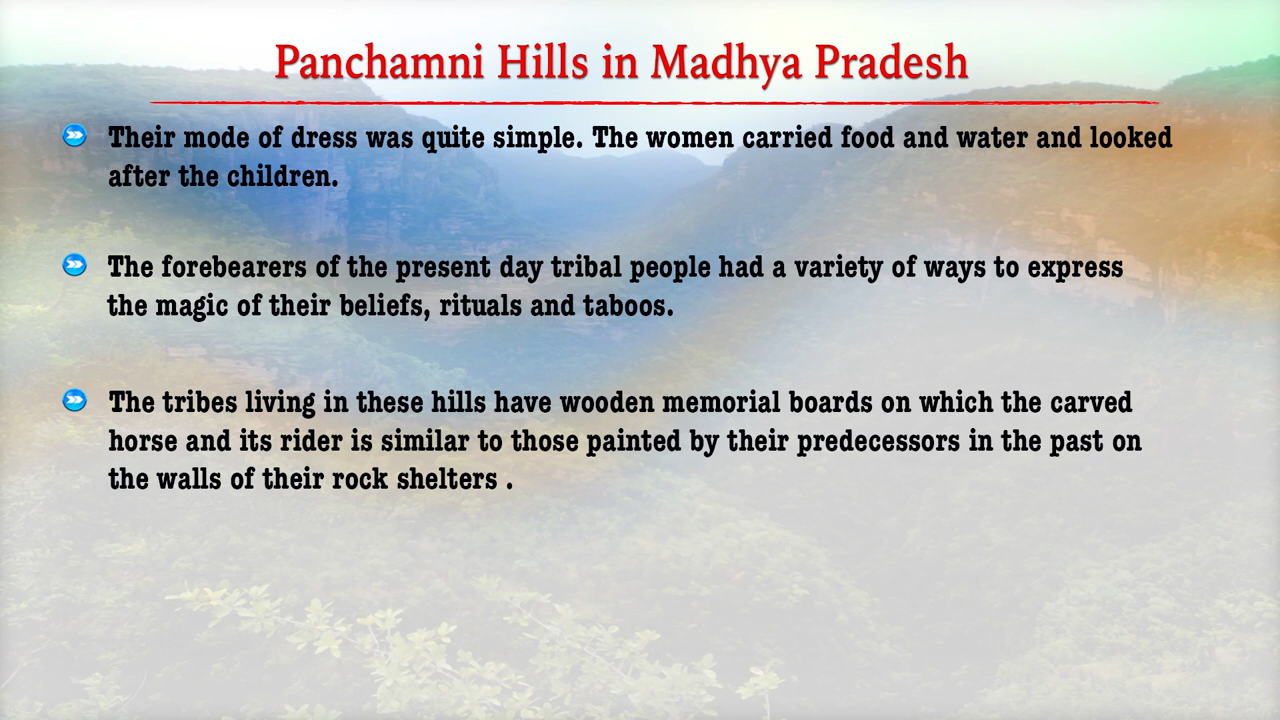 Panchamni Hills in Madhya Pradesh
Their mode of dress was quite simple. The women carried food and water and looked
after the children.
The forebearers of the present day tribal people had a variety of ways to express
the magic of their beliefs, rituals and taboos.
The tribes living in these hills have wooden memorial boards on which the carved
horse and its rider is similar to those painted by their predecessors in the past on
the walls of their rock shelters .